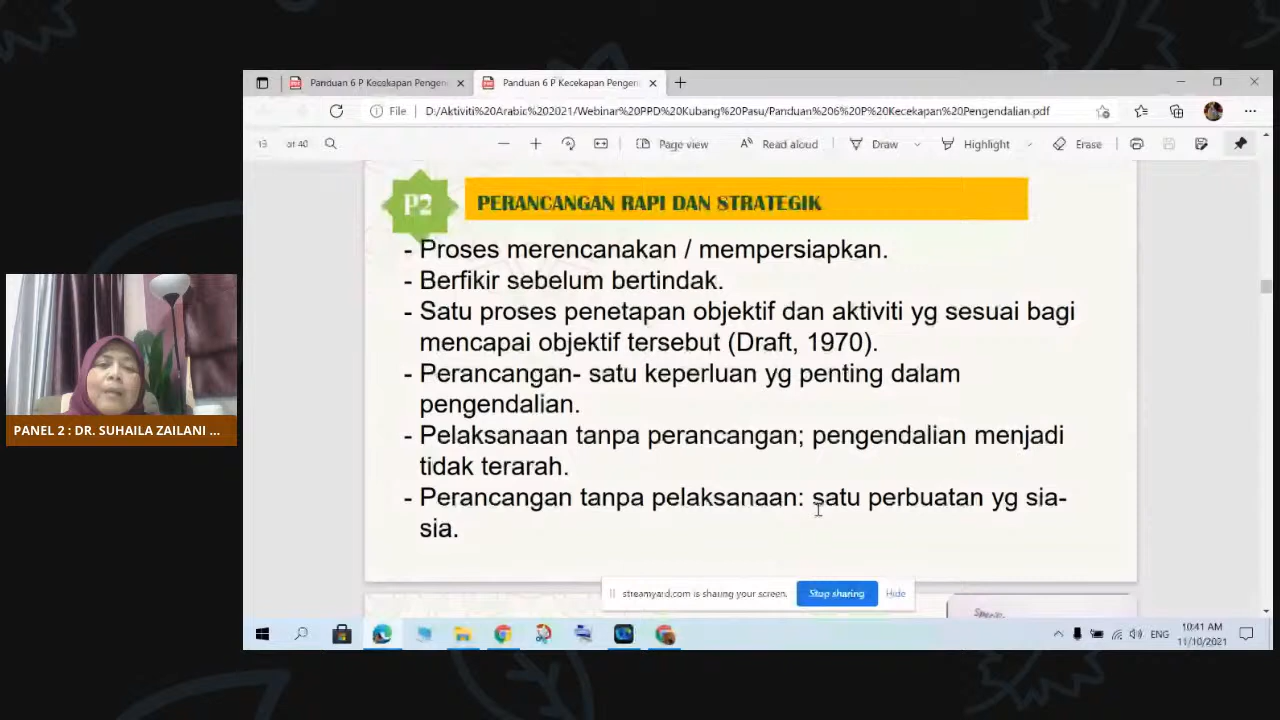 Panduan 6 P Kecekapan Pengen
Panduan 6 P Kecekapan Pengen
File
D:/Aktiviti%20Arabic%202021/Webinar%20PPD%20Kubang%20Pasu/Panduan%206%20P%20Kecekapan%20Pengendalian.pdf
13 of 40
Page view
Read aloud
Draw
Highlight
Erase
P2
PERANCANGAN RAPI DAN STRATEGIK
- Proses merencanakan / mempersiapkan.
- Berfikir sebelum bertindak.
- Satu proses penetapan objektif dan aktiviti yg sesuai bagi
mencapai objektif tersebut (Draft, 1970).
- Perancangan- satu keperluan yg penting dalam
pengendalian.
- Pelaksanaan tanpa perancangan; pengendalian menjadi
tidak terarah.
- Perancangan tanpa pelaksanaan: satu perbuatan yg sia-
sia.
PANEL 2 : DR. SUHAILA ZAILANI ...
streamyard.com is sharing your screen.
Stop sharing
Hide
ENG
10:41 AM
11/10/2021